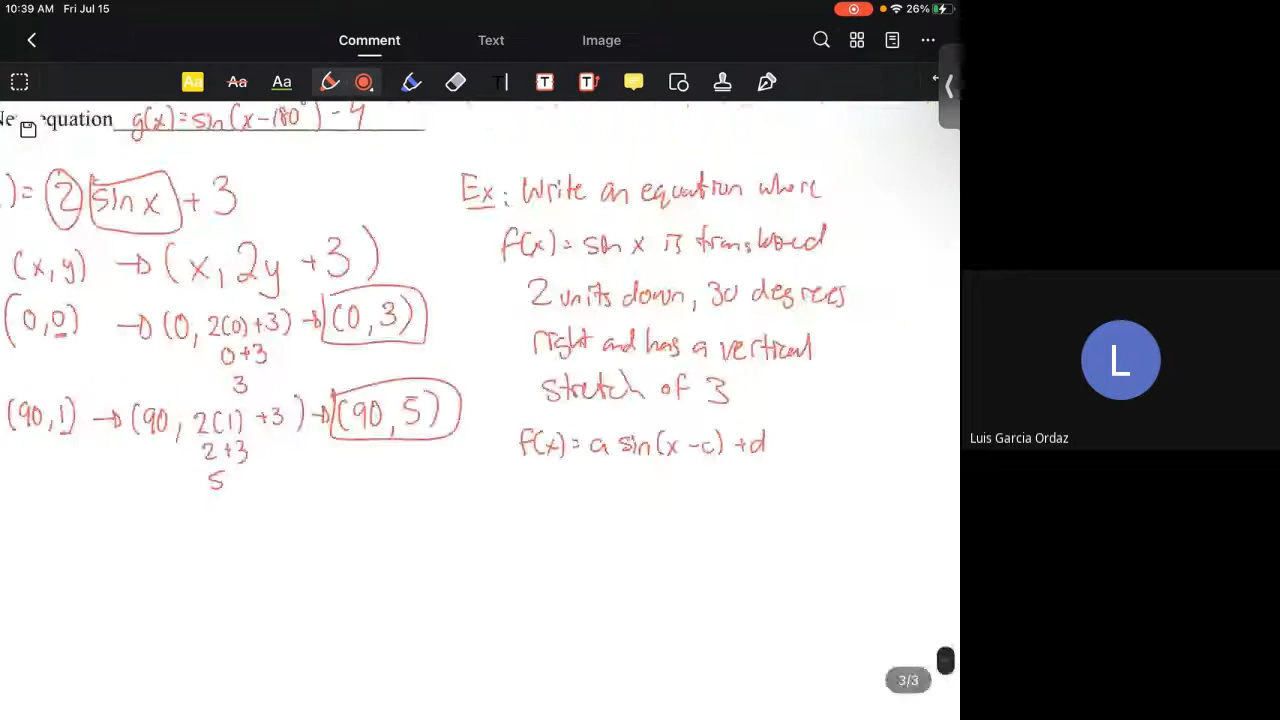 10:39 AM Fri Jul 15
26%
Comment Text Image
equation g(x)=sin(x-180°)-4
)= 2 sin x + 3
(x,y) → (x, 2y +3)
(0,0) → (0, 2(0)+3) → (0,3)
0+3
3
(90,1) → (90, 2(1)+3) → (90,5)
2+3
5
Ex: Write an equation where
f(x)= sin x is
2 units down, 30 degrees
right and has a vertical
stretch of 3
f(x)= a sin(x-c)+d
3/3
L
Luis Garcia Ordaz